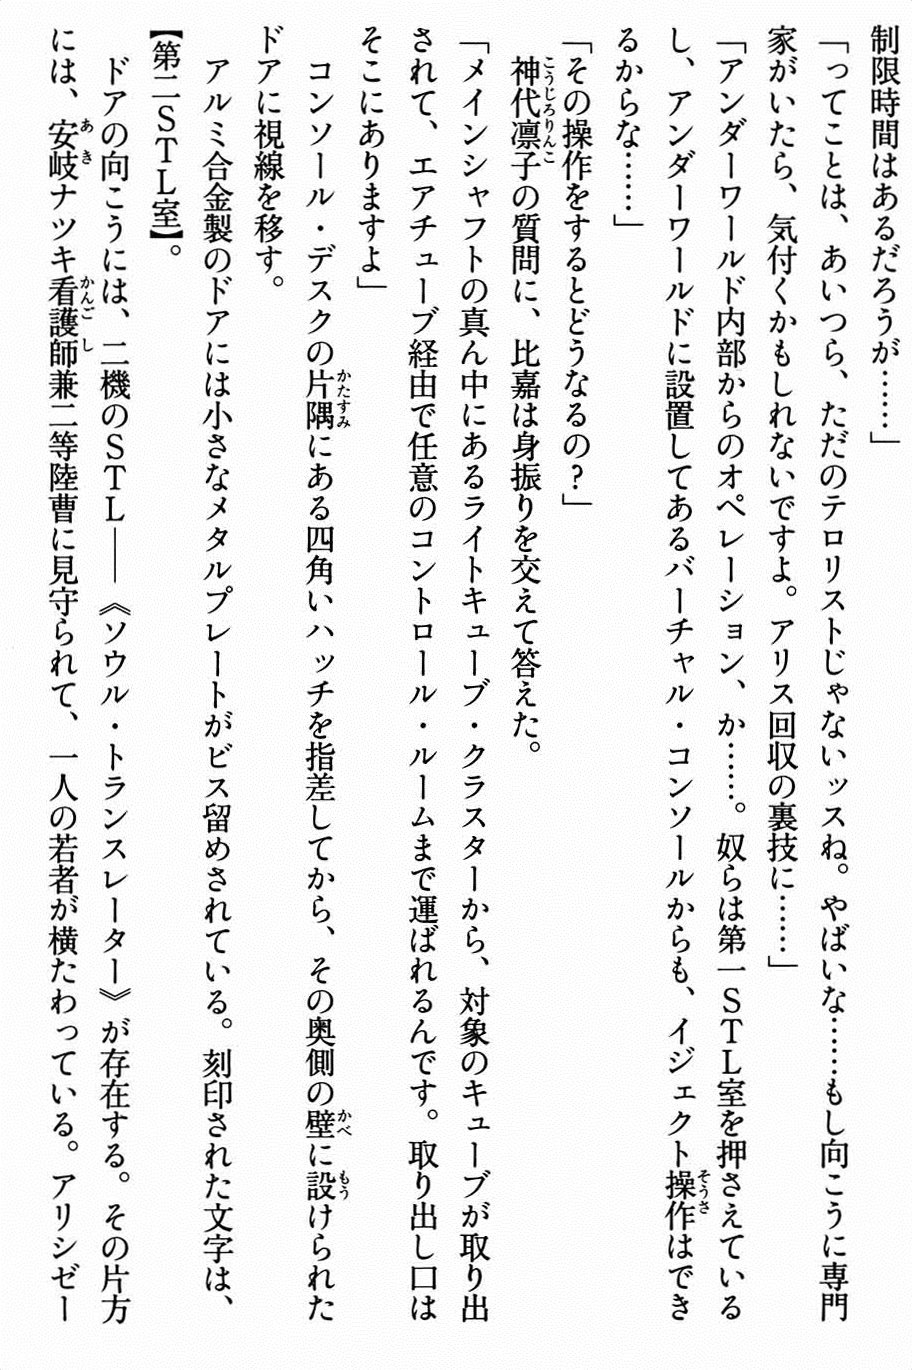 制限時間はあるだろうが……」
「ってことは、あいつら、ただのテロリストじゃないッスね。やばいな……もし向こうに専門
家がいたら、気付くかもしれないですよ。アリス回収の裏技に……」
「アンダーワールド内部からのオペレーション、か……。奴らは第一STL室を押さえている
し、アンダーワールドに設置してあるバーチャル・コンソールからも、イジェクト操作はでき
るからな……」
「その操作をするとどうなるの?」
神代凛子の質問に、比嘉は身振りを交えて答えた。
「メインシャフトの真ん中にあるライトキューブ・クラスターから、対象のキューブが取り出
されて、エアチューブ経由で任意のコントロール・ルームまで運ばれるんです。取り出し口は
そこにありますよ」
コンソール・デスクの片隅にある四角いハッチを指差してから、その奥側の壁に設けられた
ドアに視線を移す。
アルミ合金製のドアには小さなメタルプレートがビス留めされている。刻印された文字は、
【第二STL室】。
ドアの向こうには、二機のSTL――《ソウル・トランスレーター》が存在する。その片方
には、安岐ナツキ看護師兼二等陸曹に見守られて、一人の若者が横たわっている。アリシゼー